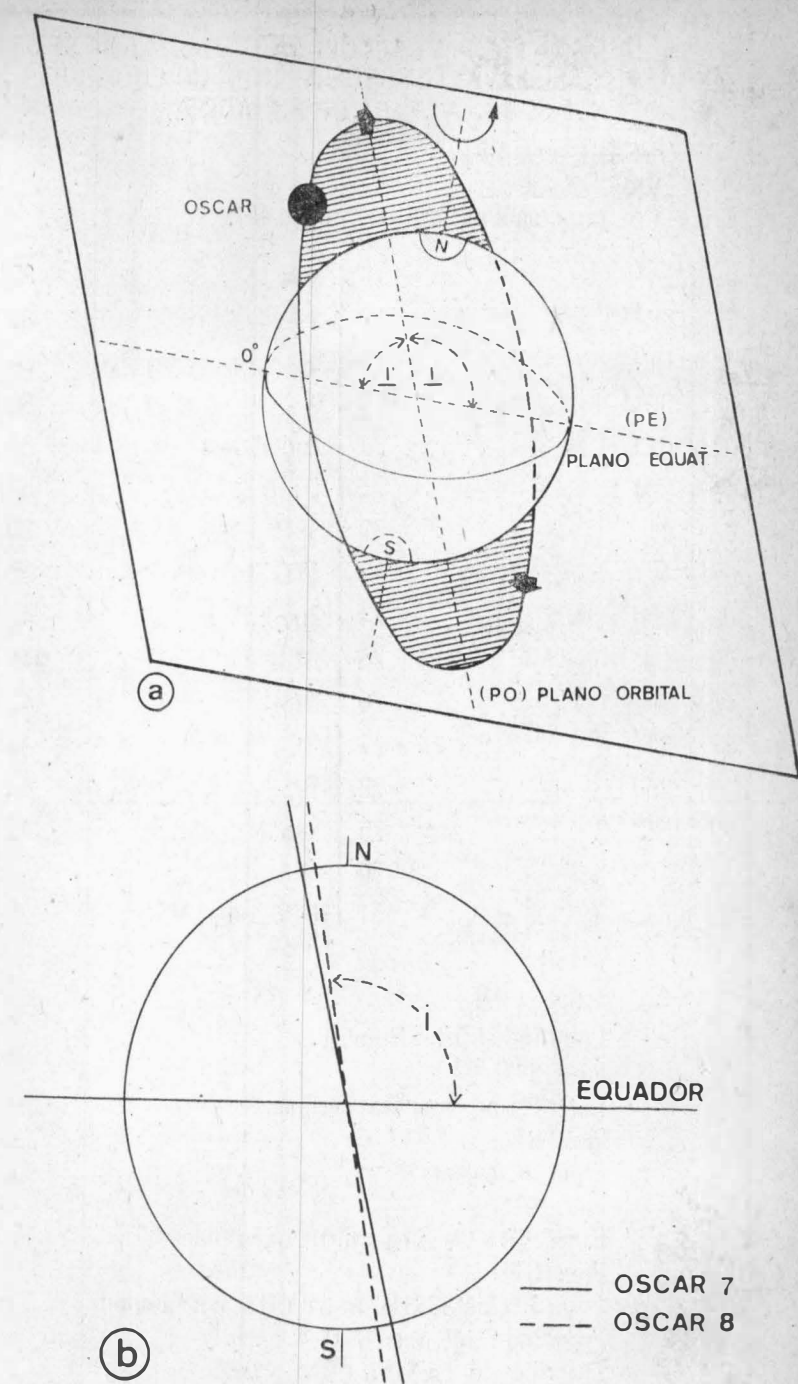 OSCAR
N
0°
(PE)
PLANO EQUAT
S
(PO) PLANO ORBITAL
a
N
i
EQUADOR
OSCAR 7
OSCAR 8
S
b